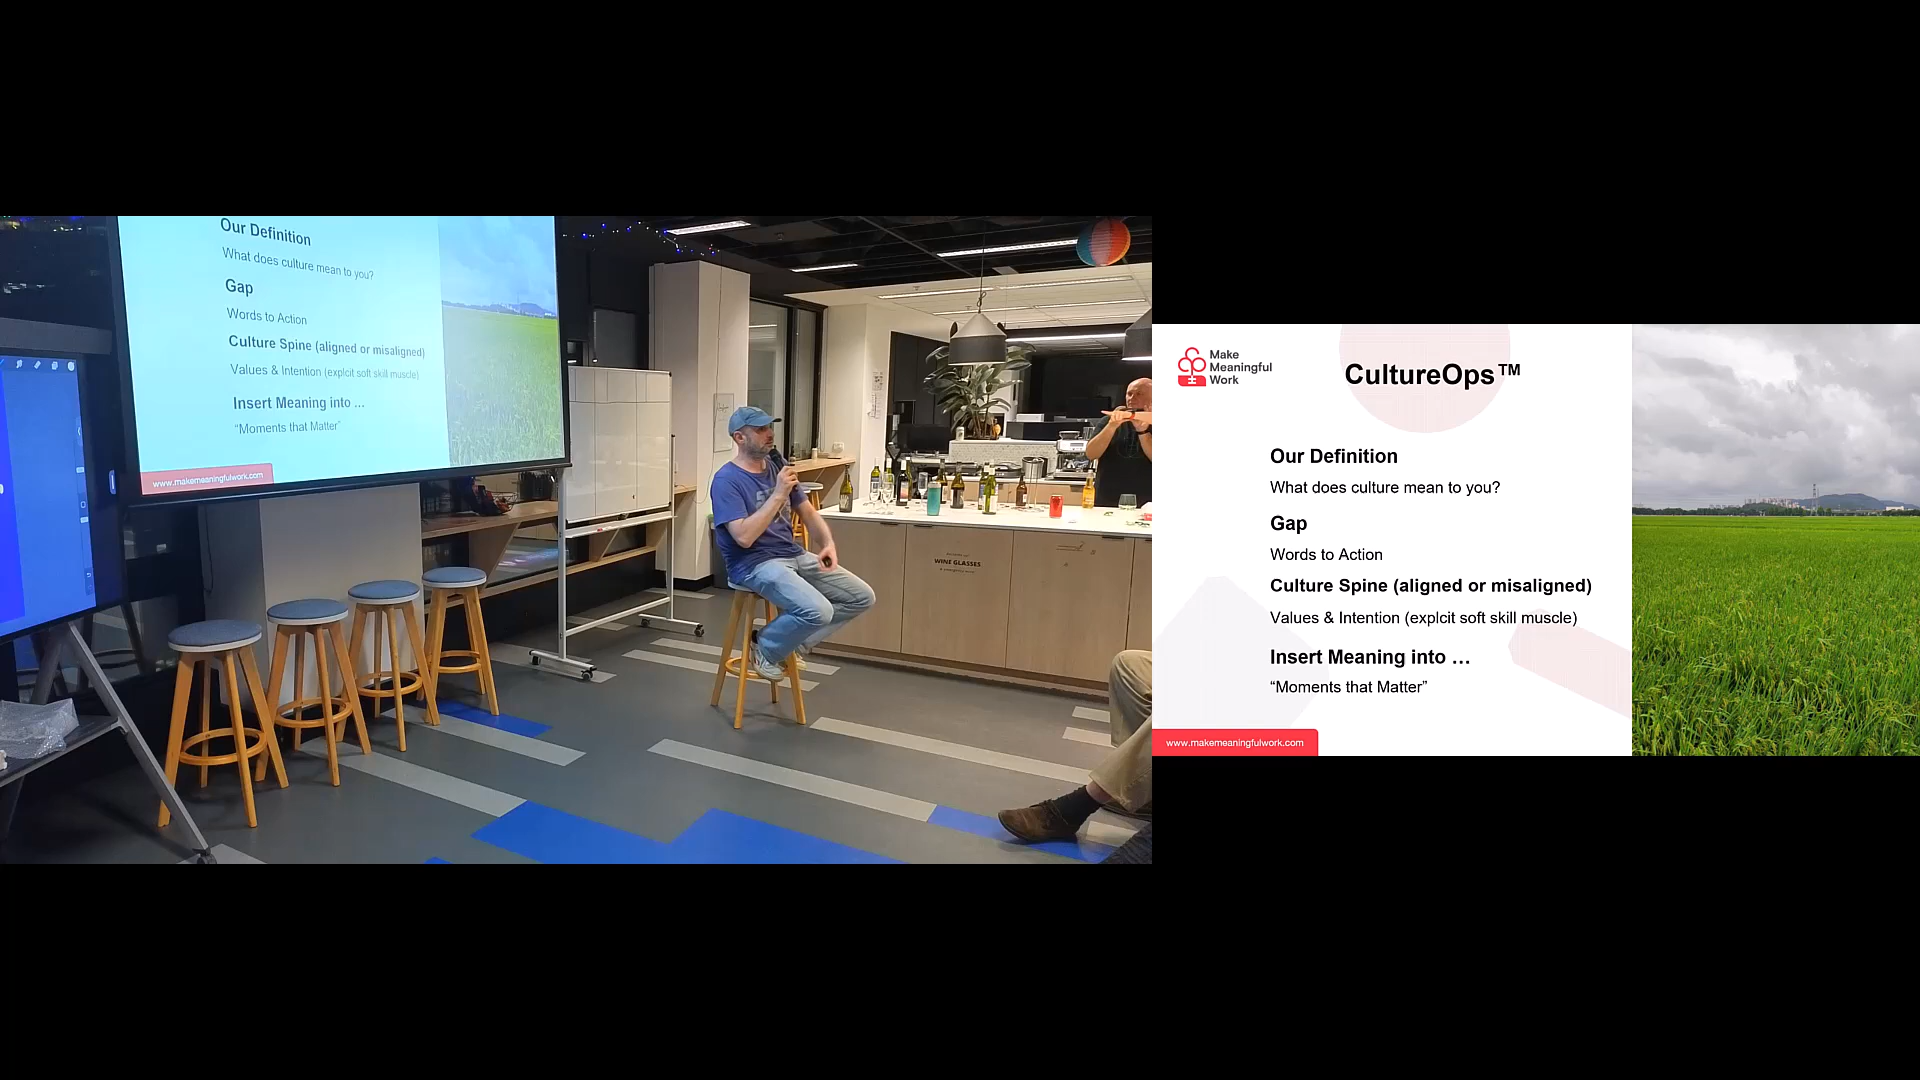 Our Definition
What does culture mean to you?
Gap
Words to Action
Culture Spine (aligned or misaligned)
Values & Intention (explcit soft skill muscle)
Insert Meaning into ...
“Moments that Matter”
www.makemeaningfulwork.com
WINE GLASSES
Make
Meaningful
Work
CultureOps™
Our Definition
What does culture mean to you?
Gap
Words to Action
Culture Spine (aligned or misaligned)
Values & Intention (explcit soft skill muscle)
Insert Meaning into ...
“Moments that Matter”
www.makemeaningfulwork.com